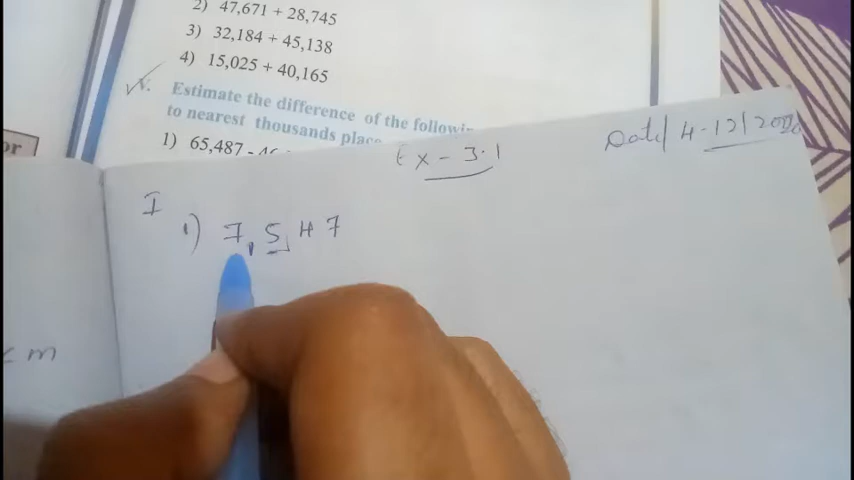 2) 47,671 + 28,745
3) 32,184 + 45,138
4) 15,025 + 40,165
V. Estimate the difference of the
to nearest thousands place
1) 65,487 -
Ex - 3.1
I
1) 7,547
m